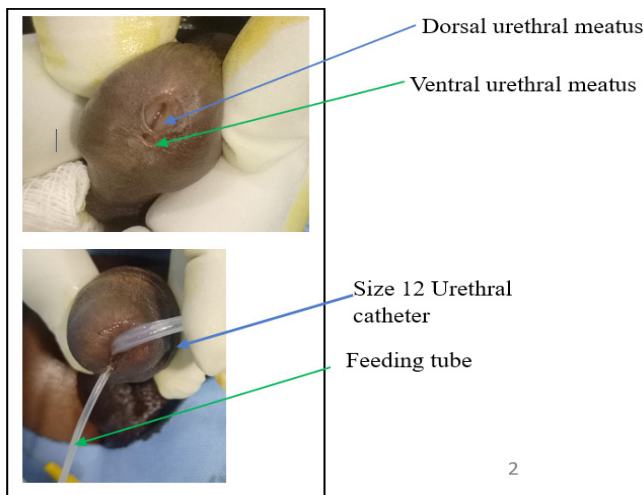 Dorsal urethral meatus
Ventral urethral meatus
Size 12 Urethral
catheter
Feeding tube
2